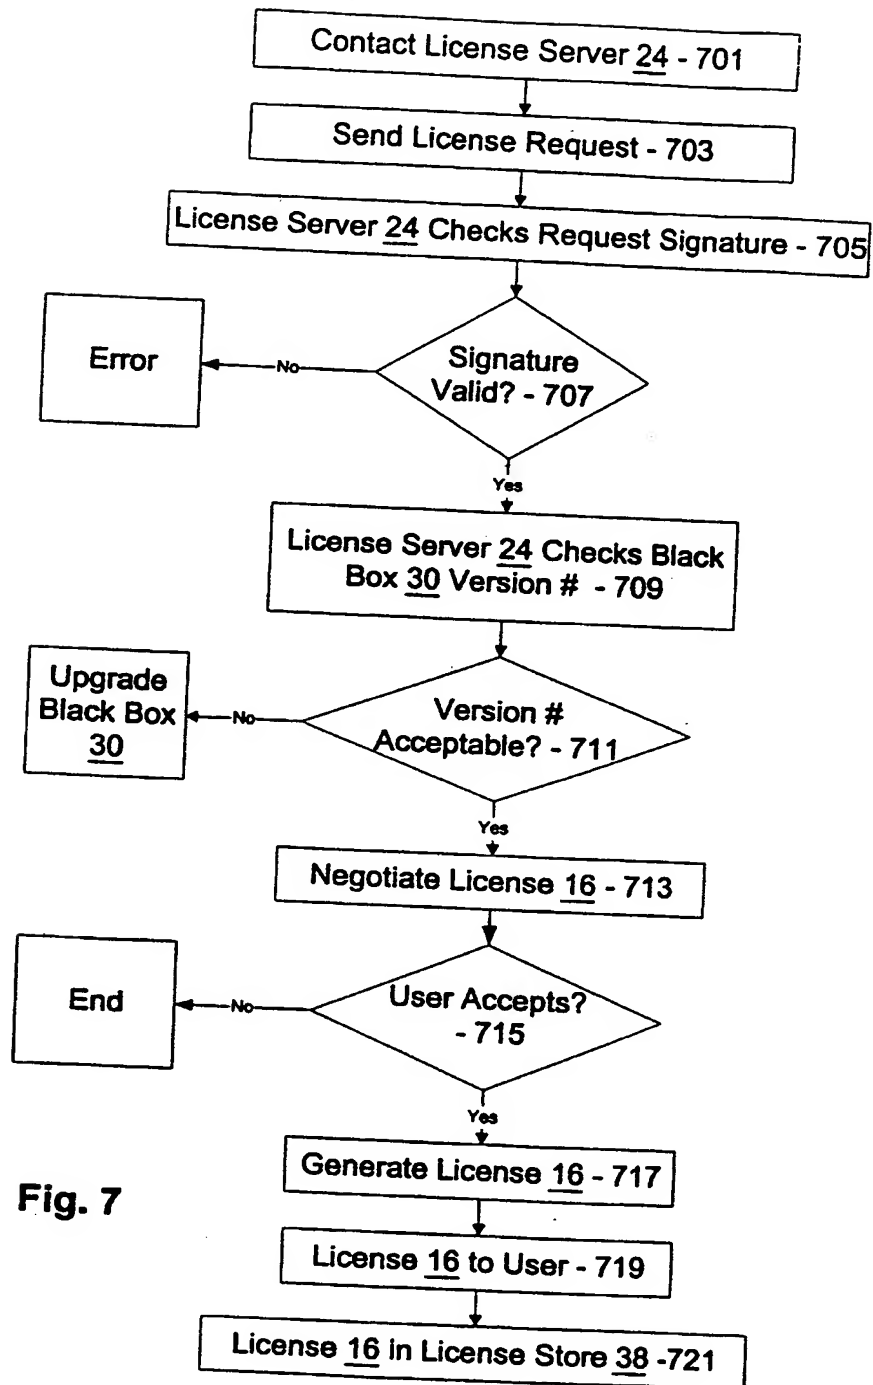 Contact License Server 24 - 701
Send License Request - 703
License Server 24 Checks Request Signature - 705
Error
No
Signature
Valid? - 707
Yes
License Server 24 Checks Black
Box 30 Version # - 709
Upgrade
Black Box
30
No
Version #
Acceptable? - 711
Yes
Negotiate License 16 - 713
End
No
User Accepts?
- 715
Yes
Generate License 16 - 717
Fig. 7
License 16 to User - 719
License 16 in License Store 38 -721